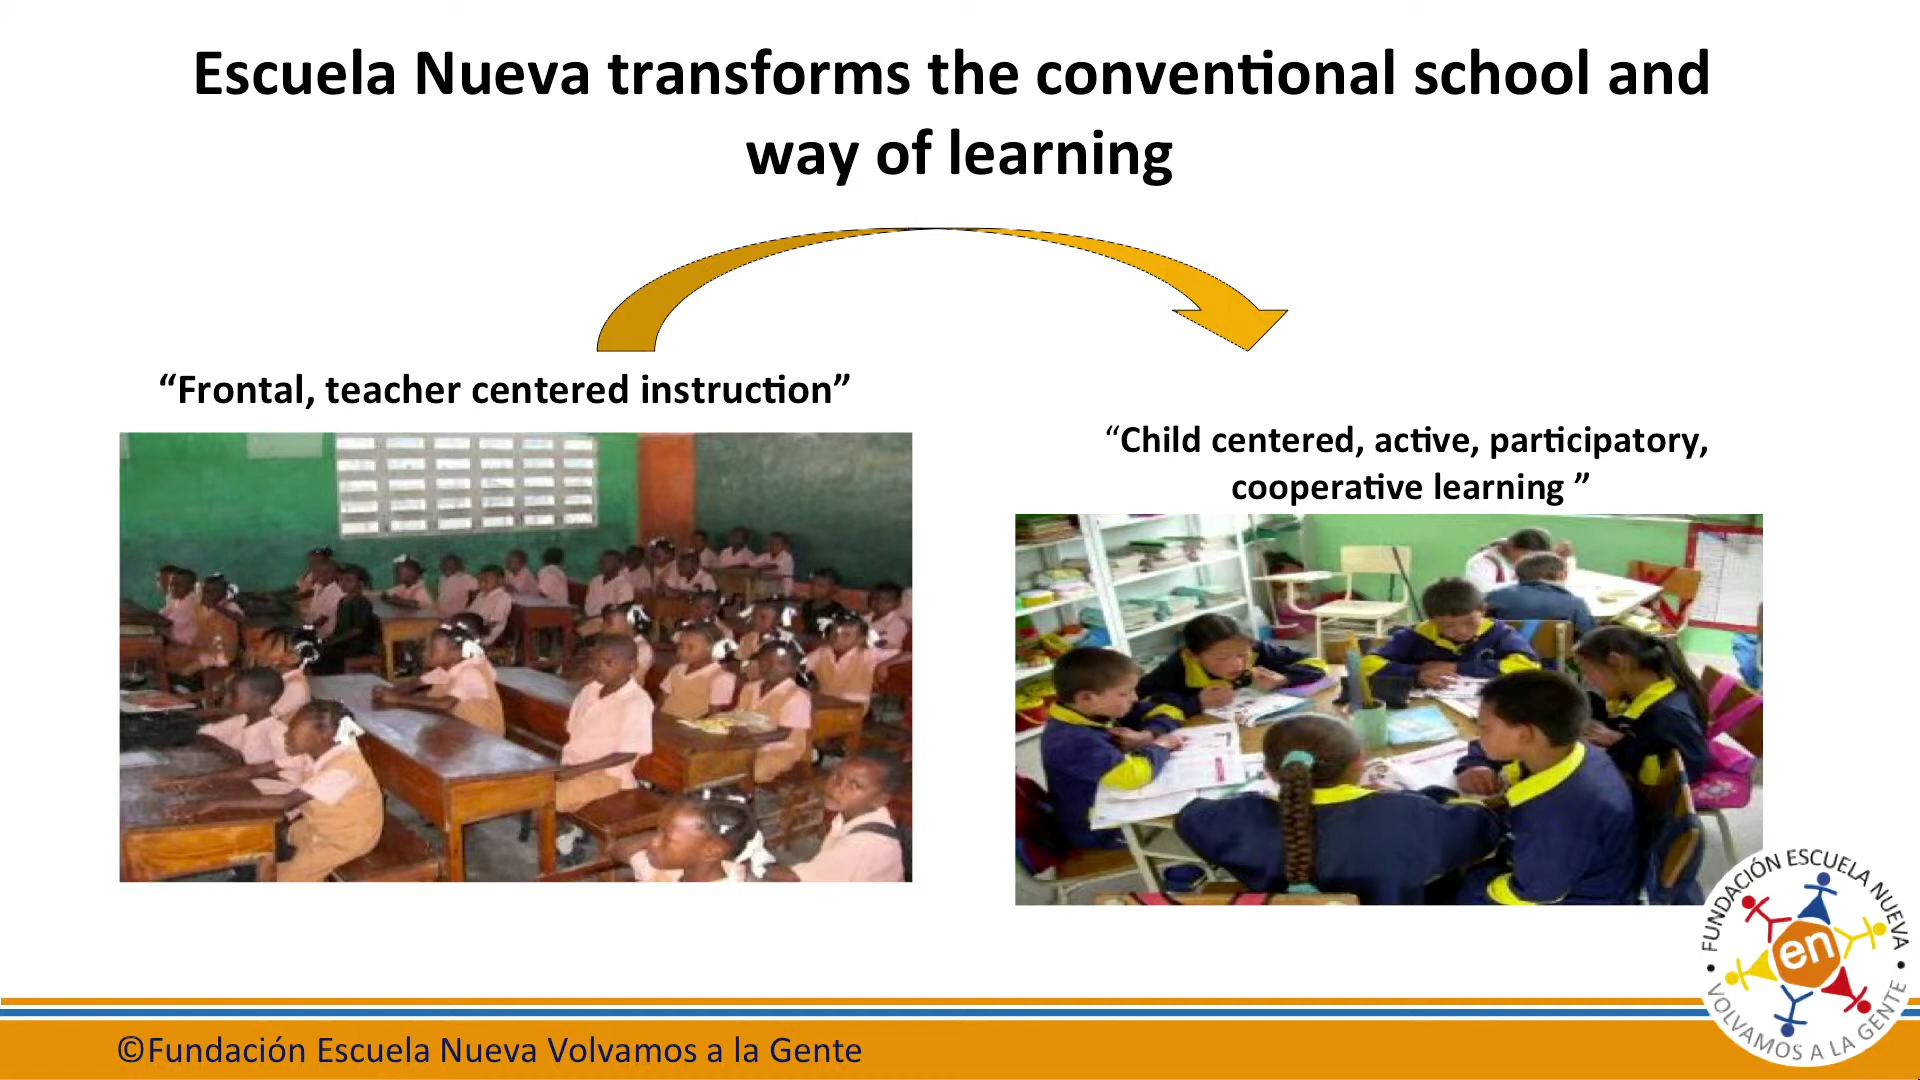 Escuela Nueva transforms the conventional school and
way of learning
“Frontal, teacher centered instruction”
“Child centered, active, participatory,
cooperative learning ”
FUNDACIÓN ESCUELA NUEVA
en
VOLVAMOS A LA GENTE
©Fundación Escuela Nueva Volvamos a la Gente